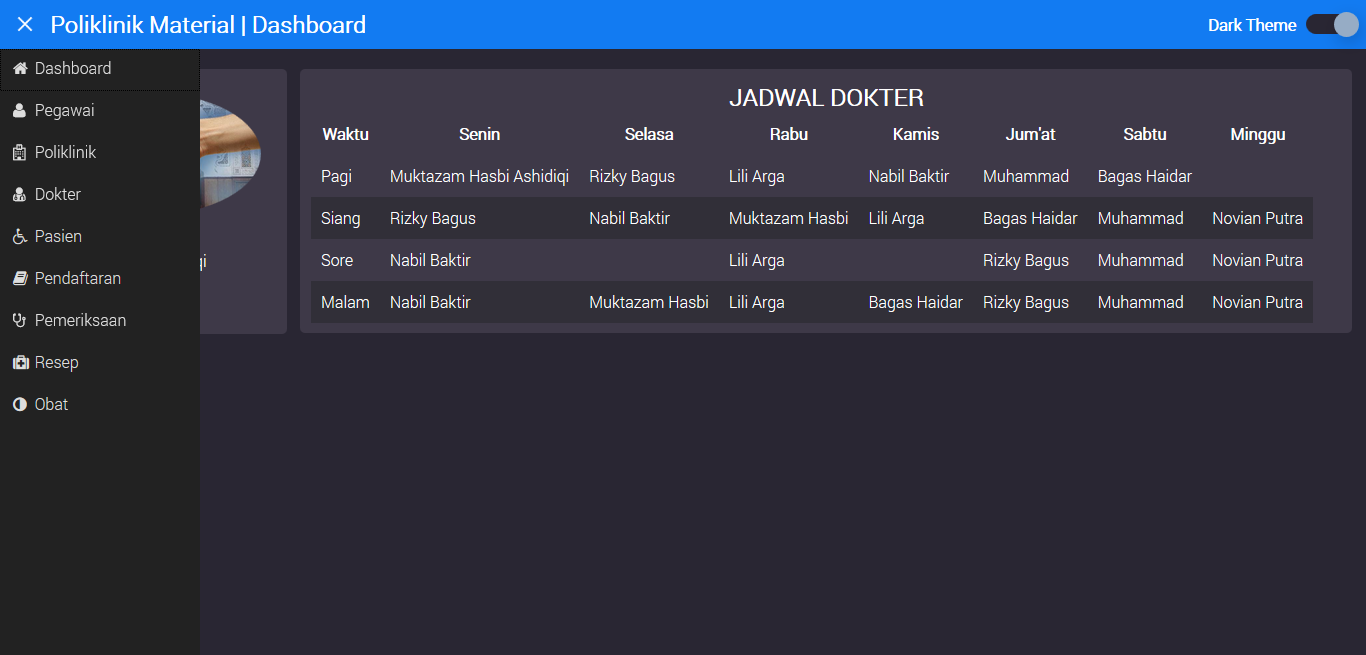 Poliklinik Material | Dashboard
Dark Theme
Dashboard
Pegawai
Poliklinik
Dokter
Pasien
Pendaftaran
Pemeriksaan
Resep
Obat
JADWAL DOKTER
Waktu Senin Selasa Rabu Kamis Jum'at Sabtu Minggu
Pagi Muktazam Hasbi Ashidiqi Rizky Bagus Lili Arga Nabil Baktir Muhammad Bagas Haidar
Siang Rizky Bagus Nabil Baktir Muktazam Hasbi Lili Arga Bagas Haidar Muhammad Novian Putra
Sore Nabil Baktir Lili Arga Rizky Bagus Muhammad Novian Putra
Malam Nabil Baktir Muktazam Hasbi Lili Arga Bagas Haidar Rizky Bagus Muhammad Novian Putra